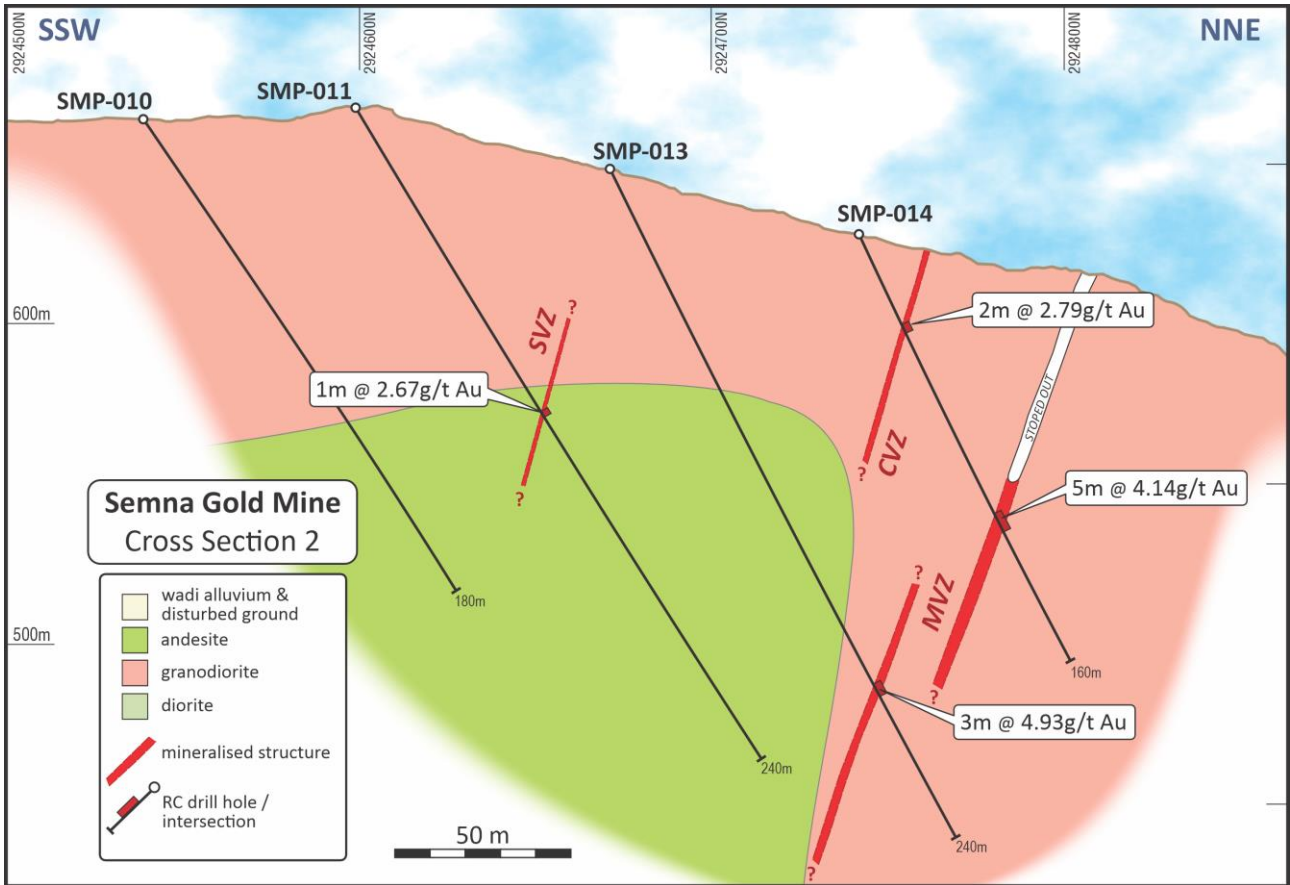 SSW
NNE
2924500N
2924600N
2924700N
2924800N
SMP-010
SMP-011
SMP-013
SMP-014
600m
500m
2m @ 2.79g/t Au
?
SVZ
1m @ 2.67g/t Au
?
STOPED OUT
CVZ
?
5m @ 4.14g/t Au
?
MVZ
?
3m @ 4.93g/t Au
?
180m
240m
240m
160m
Semna Gold Mine
Cross Section 2
wadi alluvium &
disturbed ground
andesite
granodiorite
diorite
mineralised structure
RC drill hole /
intersection
50 m